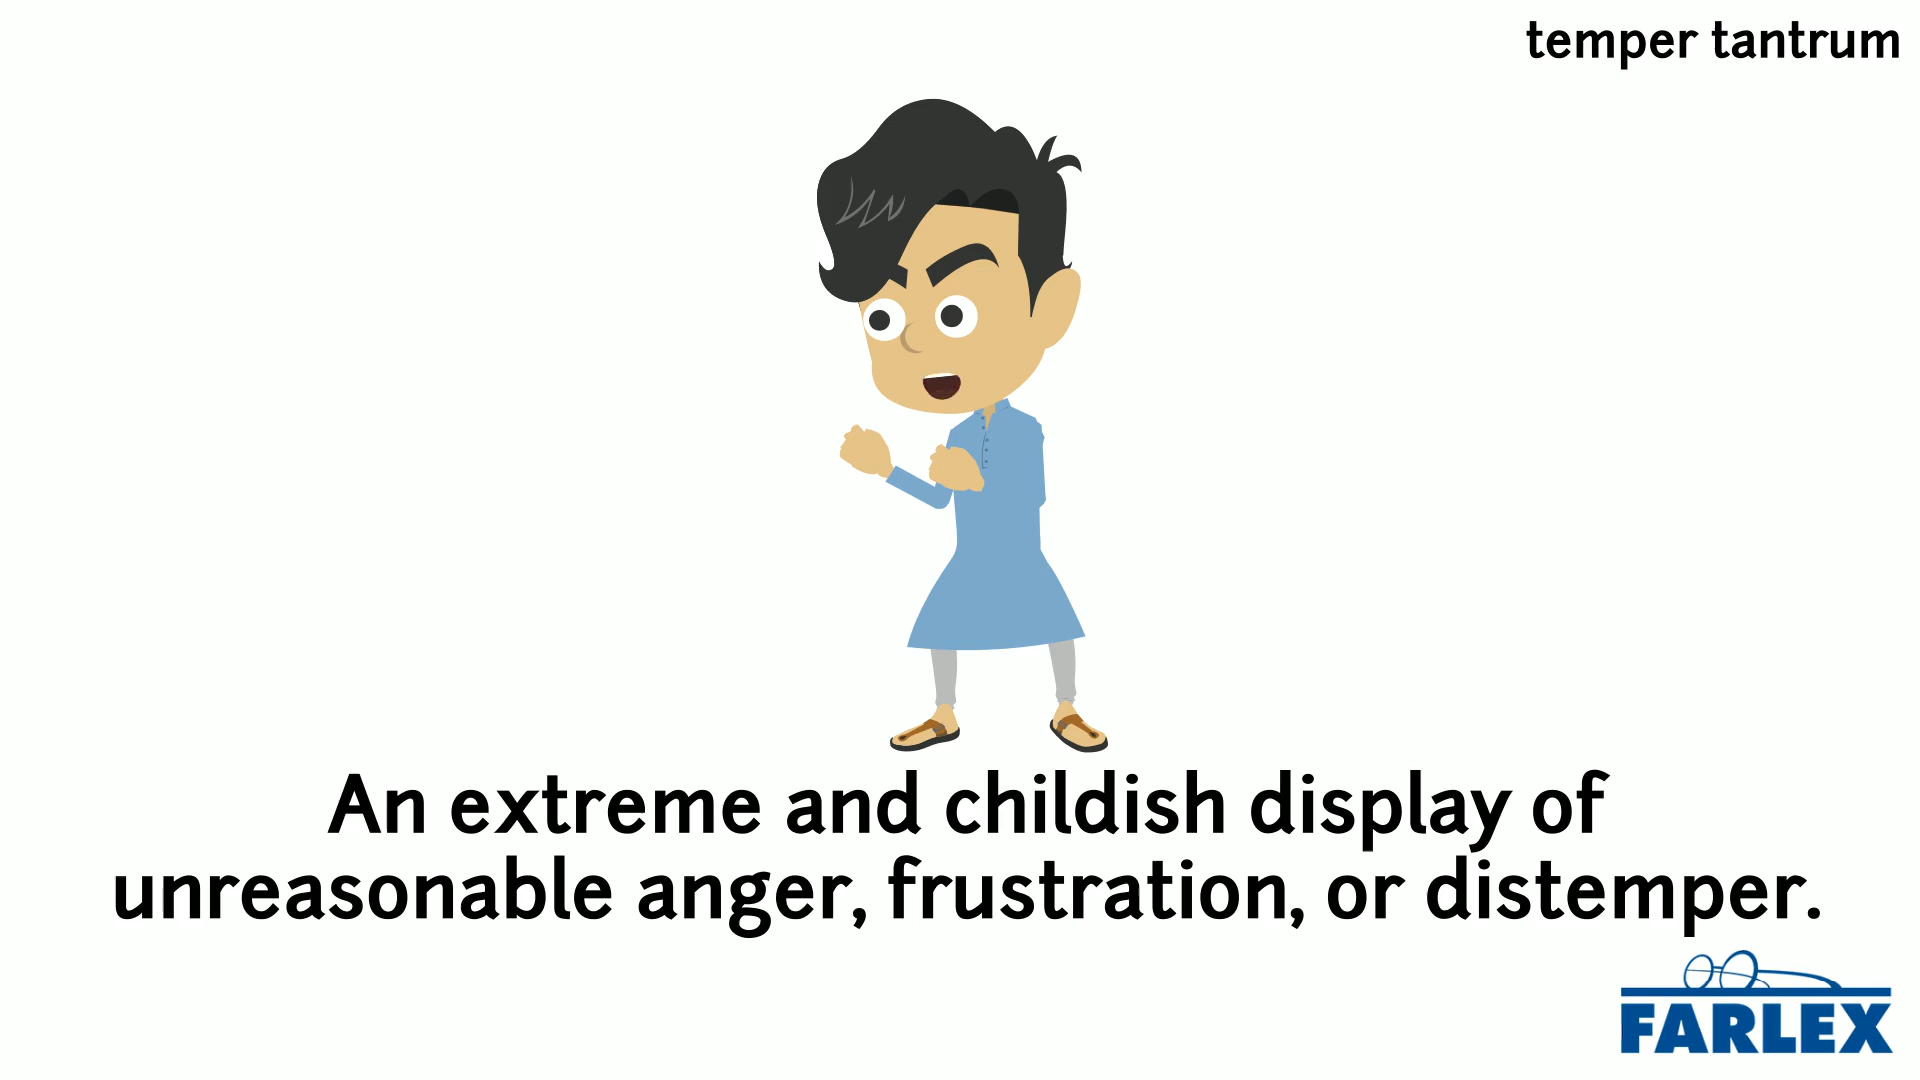 temper tantrum
An extreme and childish display of
unreasonable anger, frustration, or distemper.
FARLEX